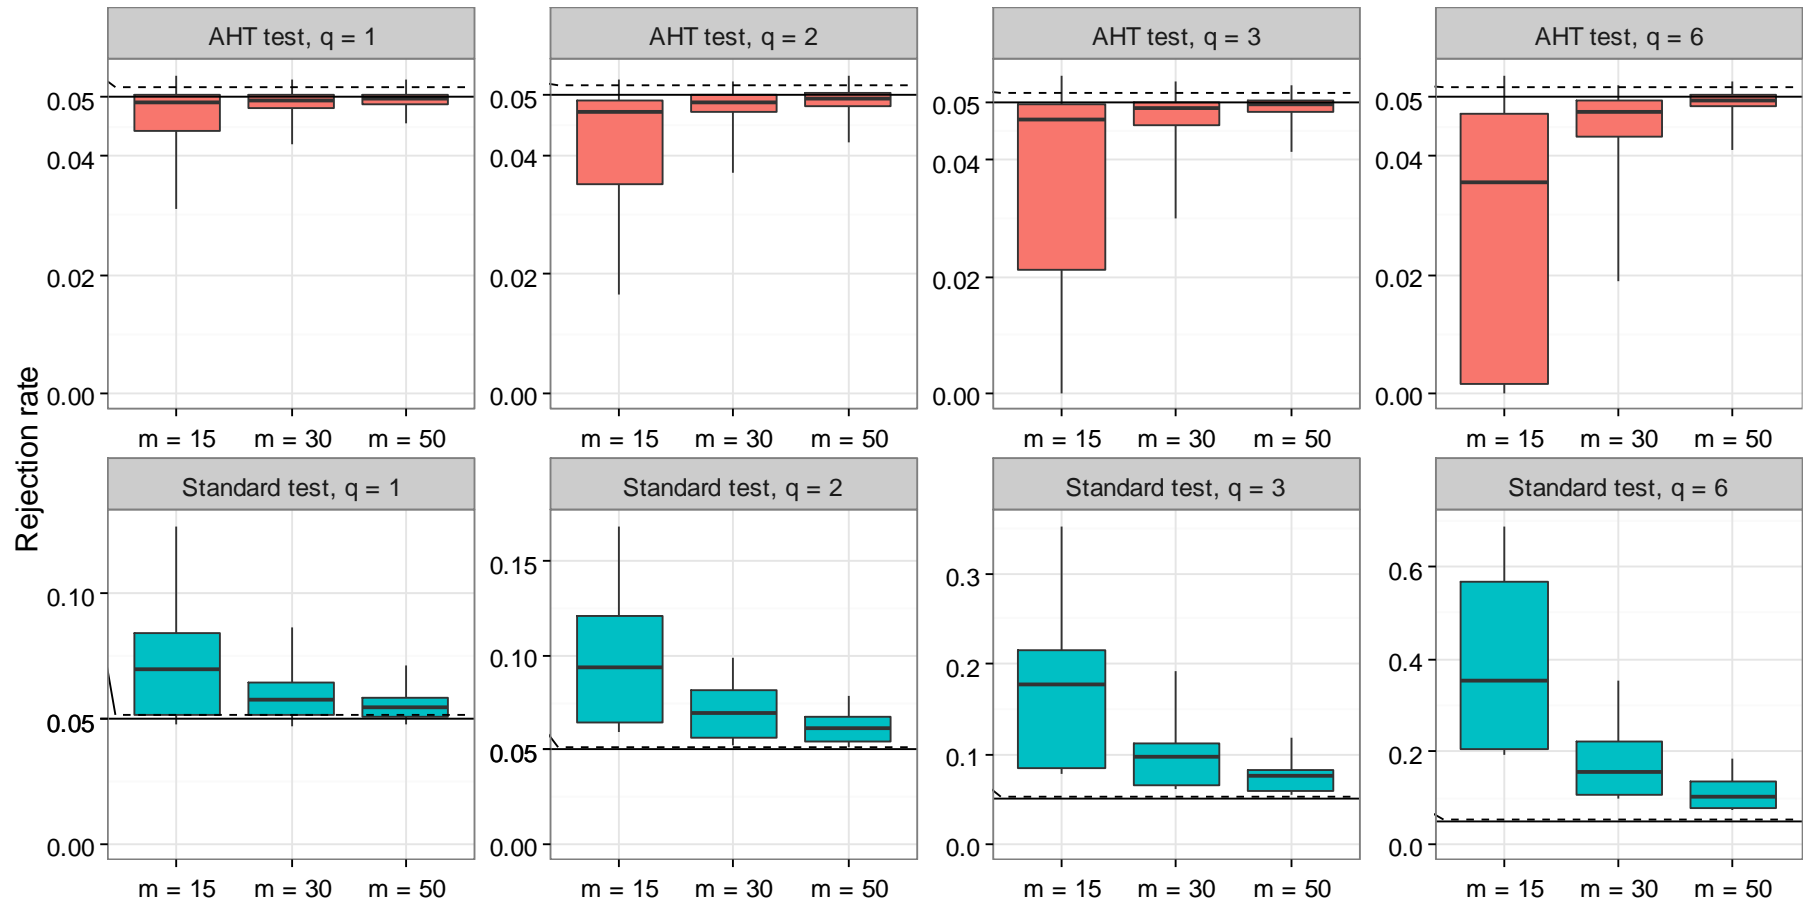 Rejection rate
AHT test, q = 1
AHT test, q = 2
AHT test, q = 3
AHT test, q = 6
0.05
0.04
0.02
0.00
0.05
0.04
0.02
0.00
0.05
0.04
0.02
0.00
0.05
0.04
0.02
0.00
m = 15 m = 30 m = 50
m = 15 m = 30 m = 50
m = 15 m = 30 m = 50
m = 15 m = 30 m = 50
Standard test, q = 1
Standard test, q = 2
Standard test, q = 3
Standard test, q = 6
0.10
0.05
0.00
0.15
0.10
0.05
0.00
0.3
0.2
0.1
0.0
0.6
0.4
0.2
0.0
m = 15 m = 30 m = 50
m = 15 m = 30 m = 50
m = 15 m = 30 m = 50
m = 15 m = 30 m = 50